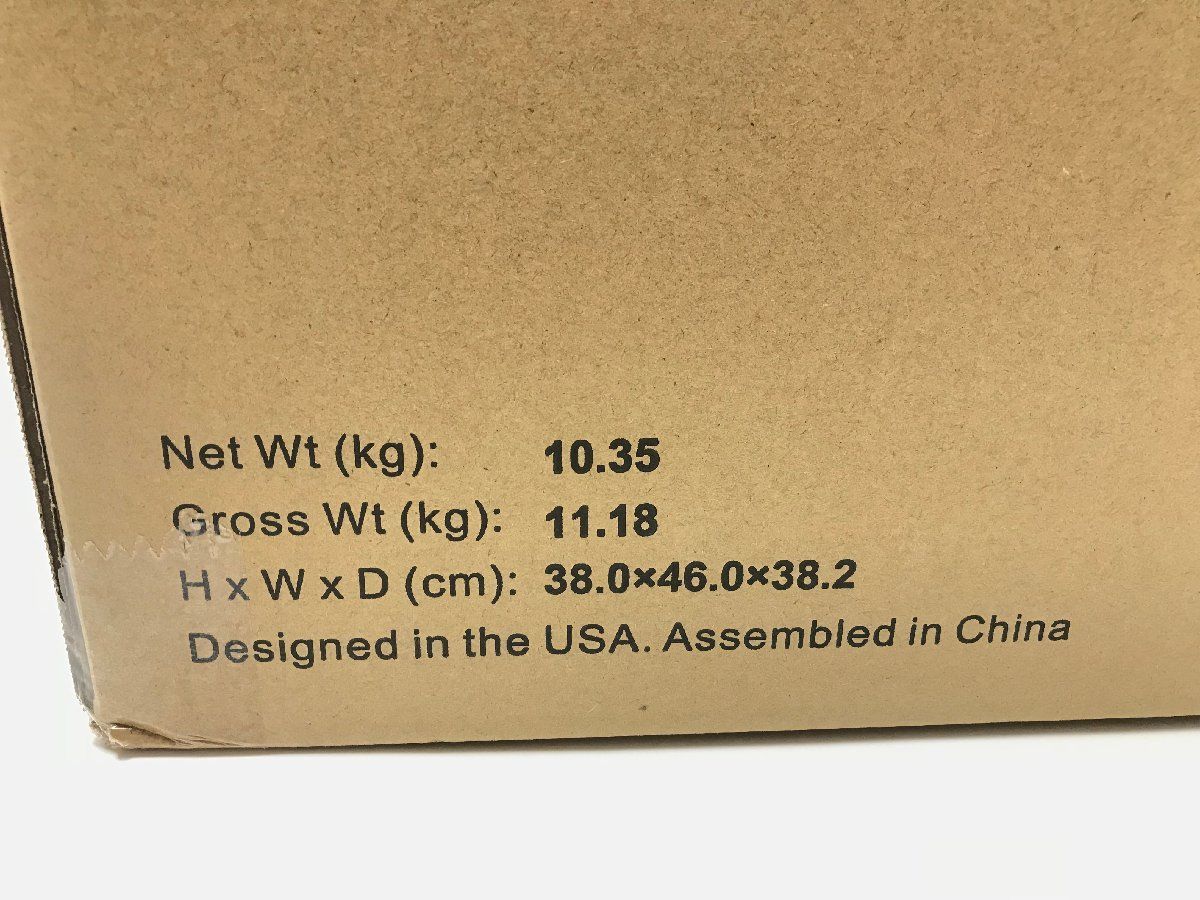 Net Wt (kg): 10.35
Gross Wt (kg): 11.18
H x W x D (cm): 38.0×46.0×38.2
Designed in the USA. Assembled in China